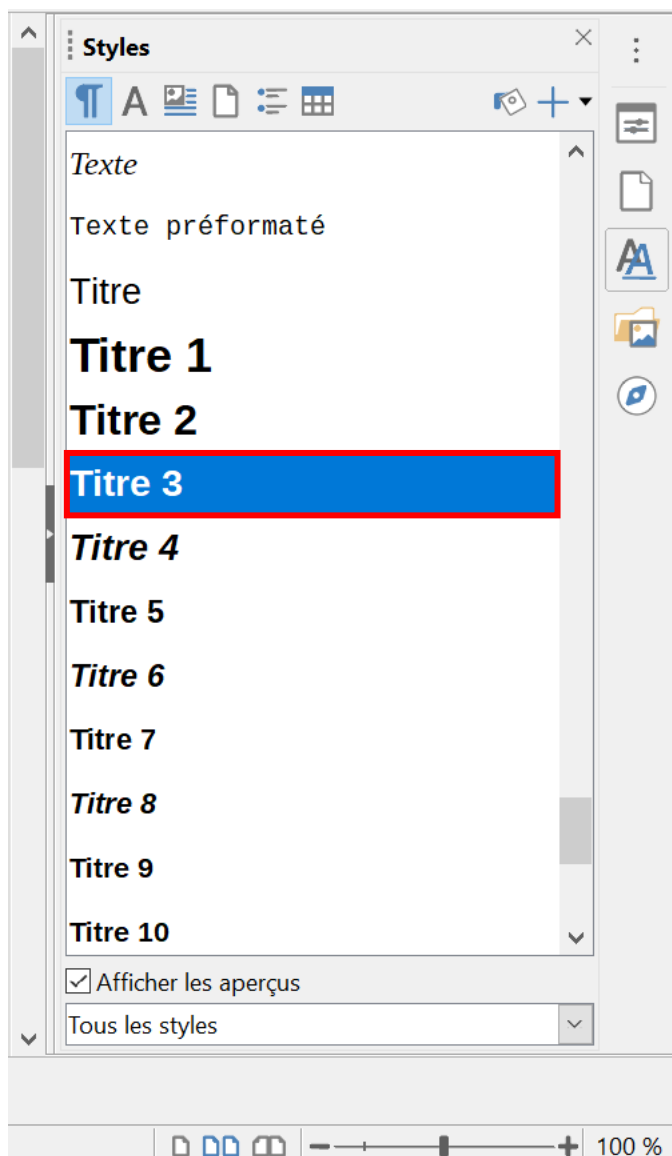 Styles
Texte
Texte préformaté
Titre
Titre 1
Titre 2
Titre 3
Titre 4
Titre 5
Titre 6
Titre 7
Titre 8
Titre 9
Titre 10
Afficher les aperçus
Tous les styles
100 %